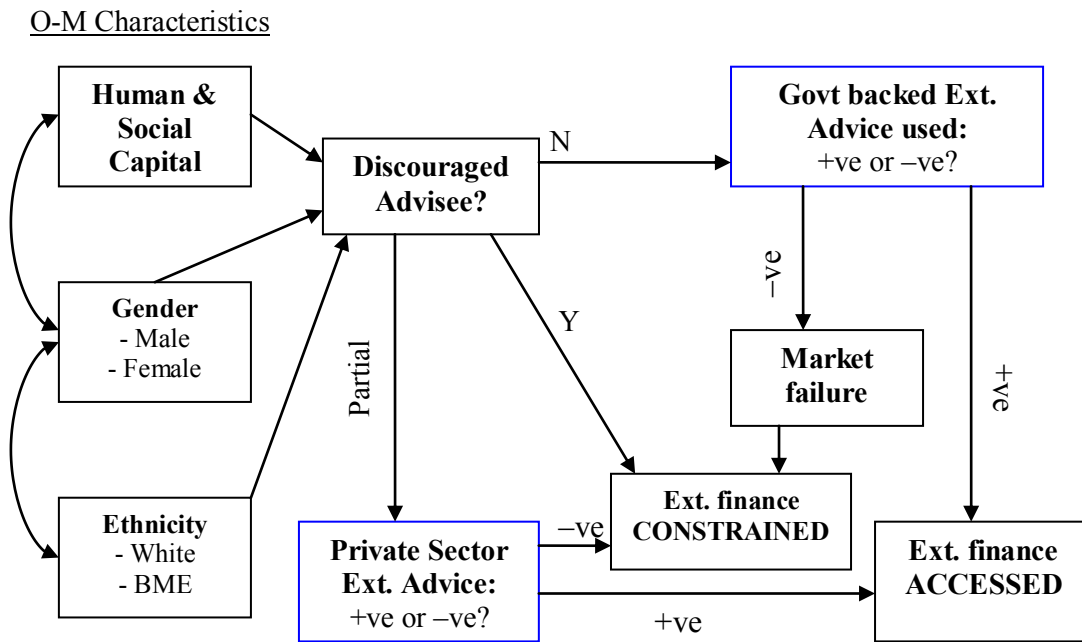 O-M Characteristics
Human &
Social
Capital
Gender
- Male
- Female
Ethnicity
- White
- BME
Discouraged
Advisee?
N
Y
Partial
Govt backed Ext.
Advice used:
+ve or –ve?
–ve
+ve
Market
failure
Ext. finance
CONSTRAINED
Private Sector
Ext. Advice:
+ve or –ve?
–ve
+ve
Ext. finance
ACCESSED